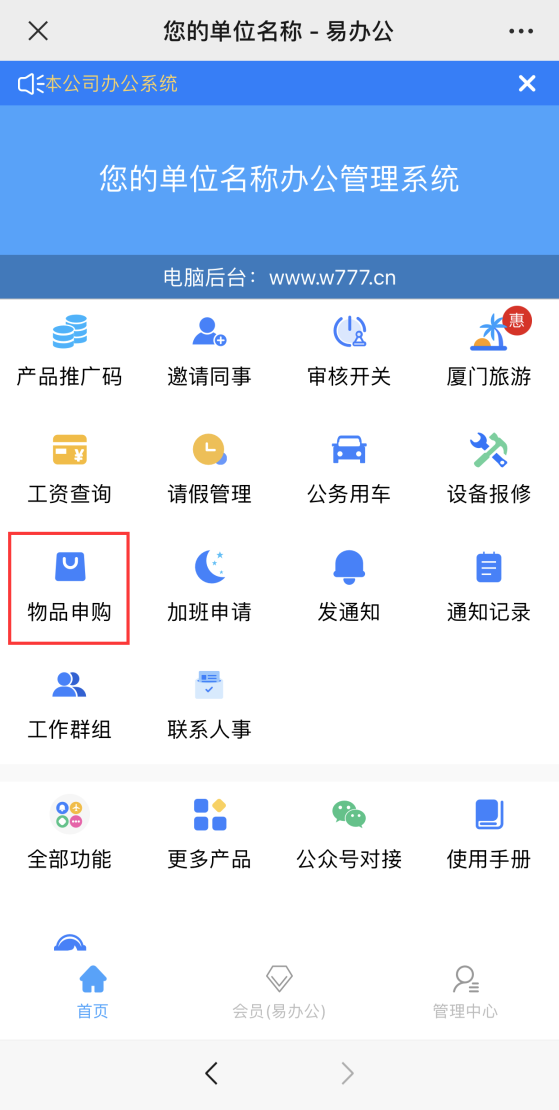 您的单位名称 - 易办公
本公司办公系统
您的单位名称办公管理系统
电脑后台：www.w777.cn
惠
产品推广码 邀请同事 审核开关 厦门旅游
¥
工资查询 请假管理 公务用车 设备报修
物品申购 加班申请 发通知 通知记录
工作群组 联系人事
全部功能 更多产品 公众号对接 使用手册
首页 会员(易办公) 管理中心